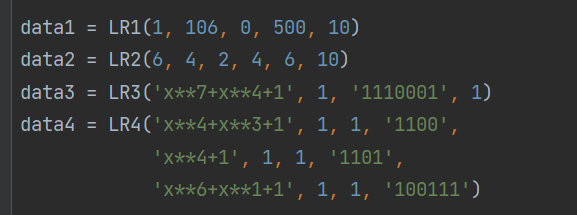 data1 = LR1(1, 106, 0, 500, 10)
data2 = LR2(6, 4, 2, 4, 6, 10)
data3 = LR3('x**7+x**4+1', 1, '1110001', 1)
data4 = LR4('x**4+x**3+1', 1, 1, '1100',
'x**4+1', 1, 1, '1101',
'x**6+x**1+1', 1, 1, '100111')